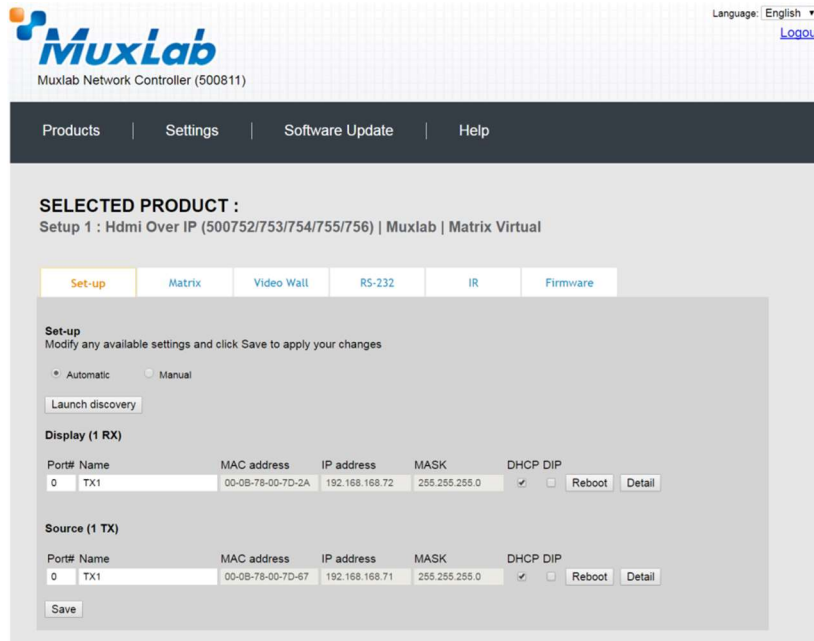 Language: English
Logou
MuxLab
Muxlab Network Controller (500811)
Products | Settings | Software Update | Help
SELECTED PRODUCT :
Setup 1 : Hdmi Over IP (500752/753/754/755/756) | Muxlab | Matrix Virtual
Set-up Matrix Video Wall RS-232 IR Firmware
Set-up
Modify any available settings and click Save to apply your changes
Automatic Manual
Launch discovery
Display (1 RX)
Port# Name MAC address IP address MASK DHCP DIP
0 TX1 00-0B-78-00-7D-2A 192.168.168.72 255.255.255.0 Reboot Detail
Source (1 TX)
Port# Name MAC address IP address MASK DHCP DIP
0 TX1 00-0B-78-00-7D-67 192.168.168.71 255.255.255.0 Reboot Detail
Save